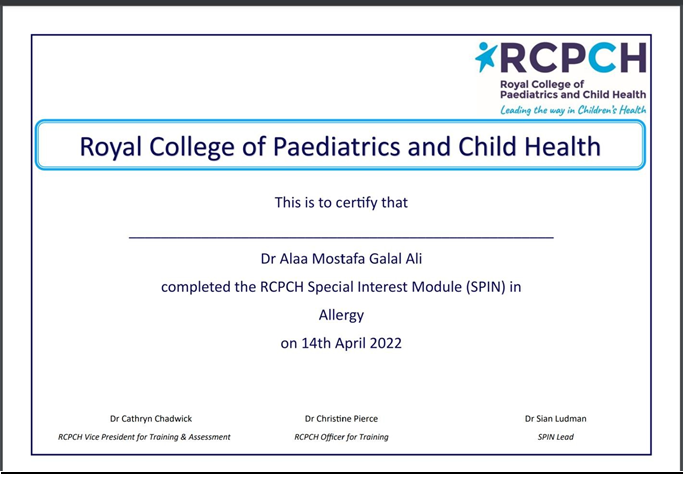 RCPCH
Royal College of
Paediatrics and Child Health
Leading the way in Children's Health
Royal College of Paediatrics and Child Health
This is to certify that
Dr Alaa Mostafa Galal Ali
completed the RCPCH Special Interest Module (SPIN) in
Allergy
on 14th April 2022
Dr Cathryn Chadwick
RCPCH Vice President for Training & Assessment
Dr Christine Pierce
RCPCH Officer for Training
Dr Sian Ludman
SPIN Lead